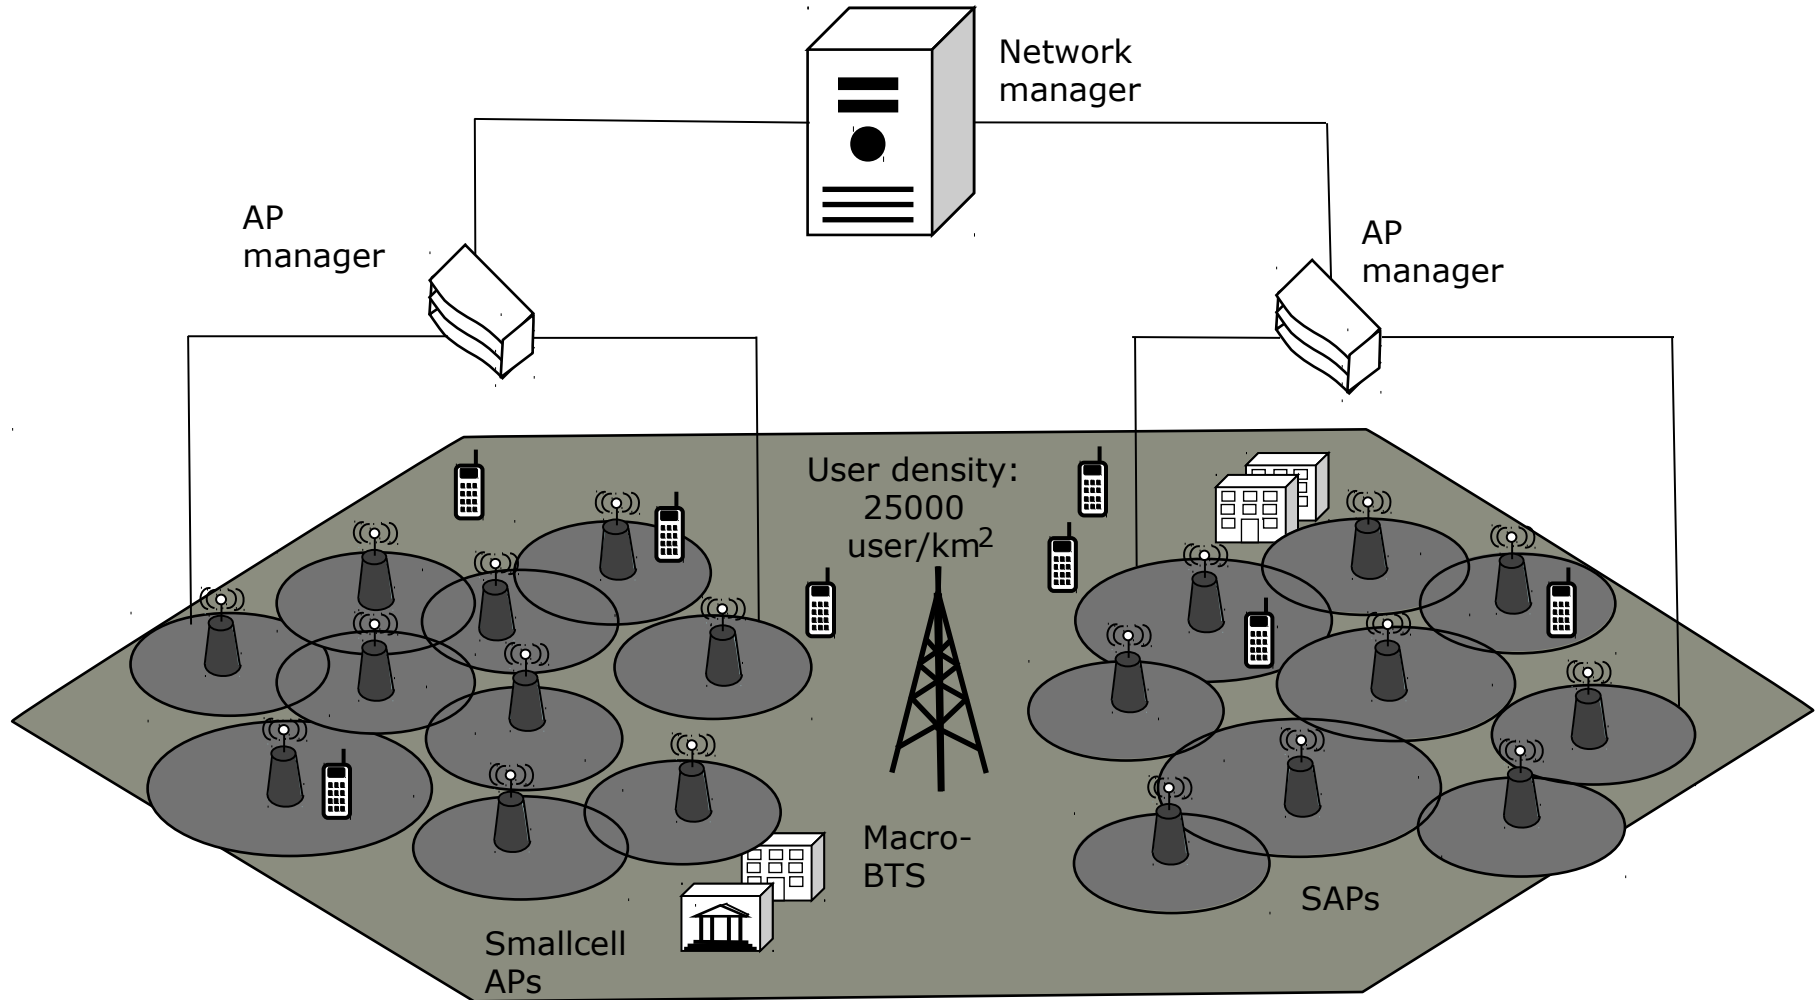 Network
manager
AP
manager
AP
manager
User density:
25000
user/km²
Macro-
BTS
SAPs
Smallcell
APs